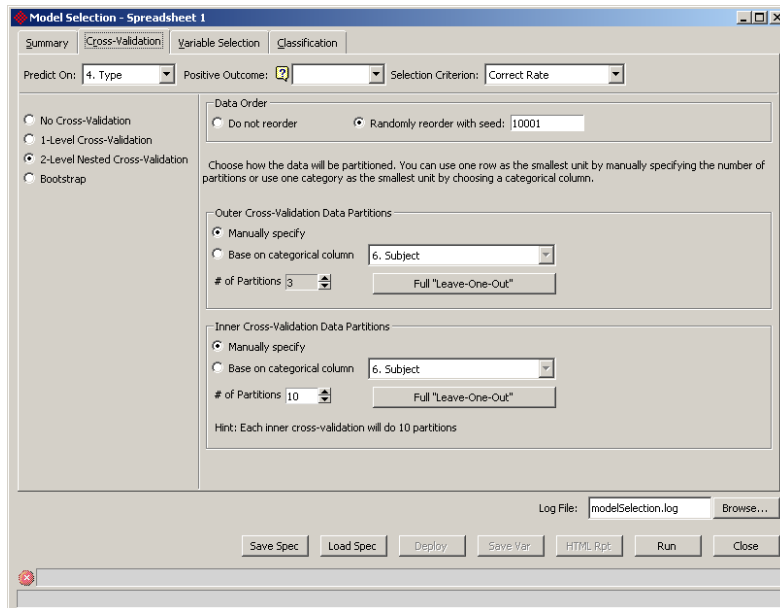 Model Selection - Spreadsheet 1
Summary Cross-Validation Variable Selection Classification
Predict On: 4. Type Positive Outcome: ? Selection Criterion: Correct Rate
No Cross-Validation
1-Level Cross-Validation
2-Level Nested Cross-Validation
Bootstrap
Data Order
Do not reorder Randomly reorder with seed: 10001
Choose how the data will be partitioned. You can use one row as the smallest unit by manually specifying the number of
partitions or use one category as the smallest unit by choosing a categorical column.
Outer Cross-Validation Data Partitions
Manually specify
Base on categorical column 6. Subject
# of Partitions 3 Full "Leave-One-Out"
Inner Cross-Validation Data Partitions
Manually specify
Base on categorical column 6. Subject
# of Partitions 10 Full "Leave-One-Out"
Hint: Each inner cross-validation will do 10 partitions
Log File: modelSelection.log Browse...
Save Spec Load Spec Deploy Save Var HTML Rpt Run Close